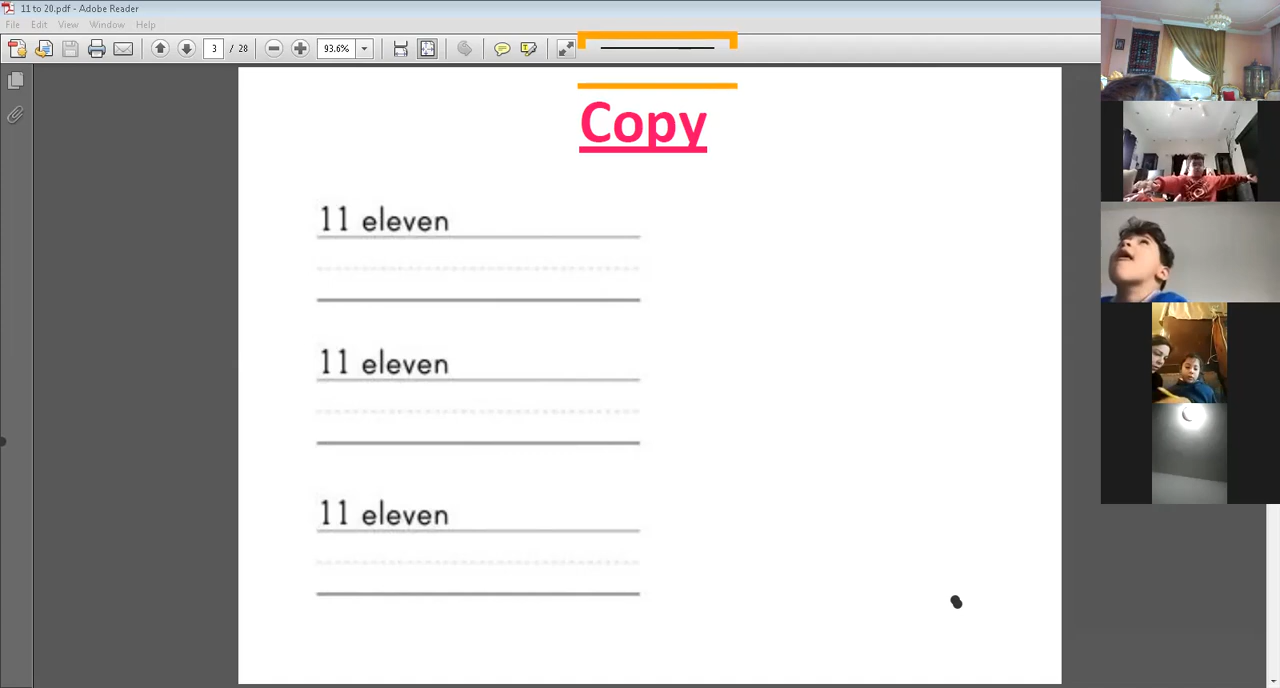 11 to 20.pdf - Adobe Reader
File Edit View Window Help
3 / 28 93.6%
Copy
11 eleven
11 eleven
11 eleven